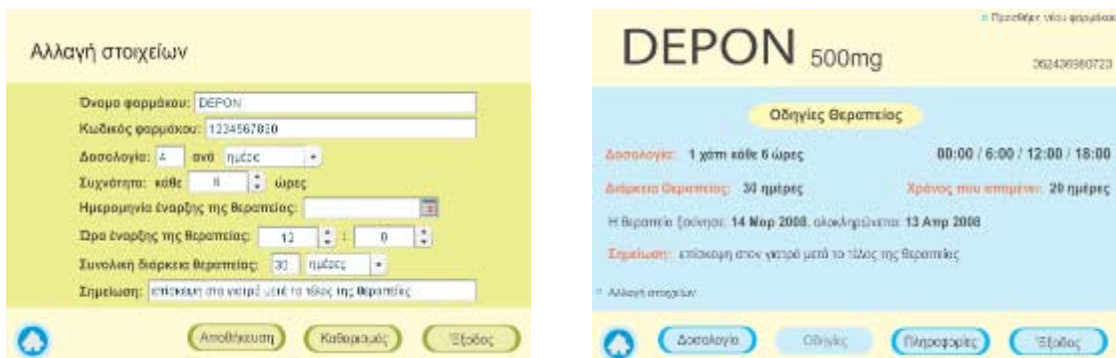 Αλλαγή στοιχείων
Όνομα φαρμάκου: DEPON
Κωδικός φαρμάκου: 1234567820
Δοσολογία: 4 ανά ημέρες
Συχνότητα: κάθε 6 ώρες
Ημερομηνία έναρξης της θεραπείας:
Ώρα έναρξης της θεραπείας: 12 : 0
Συνολική διάρκεια θεραπείας: 30 ημέρες
Σημείωση: επίσκεψη στο γιατρό μετά το τέλος της θεραπείας
Αποθήκευση Καθαρισμός Έξοδος
Προσθήκη νέου φαρμάκου
DEPON 500mg
Οδηγίες Θεραπείας
Δοσολογία: 1 χάπι κάθε 6 ώρες 00:00 / 6:00 / 12:00 / 18:00
Διάρκεια Θεραπείας: 30 ημέρες Χρόνος που απομένει: 20 ημέρες
Η θεραπεία ξεκίνησε: 14 Μαρ 2008, ολοκληρώνεται: 13 Απρ 2008
Σημείωση: επίσκεψη στον γιατρό μετά το τέλος της θεραπείας
Αλλαγή στοιχείων
Δοσολογία Οδηγίες Πληροφορίες Έξοδος